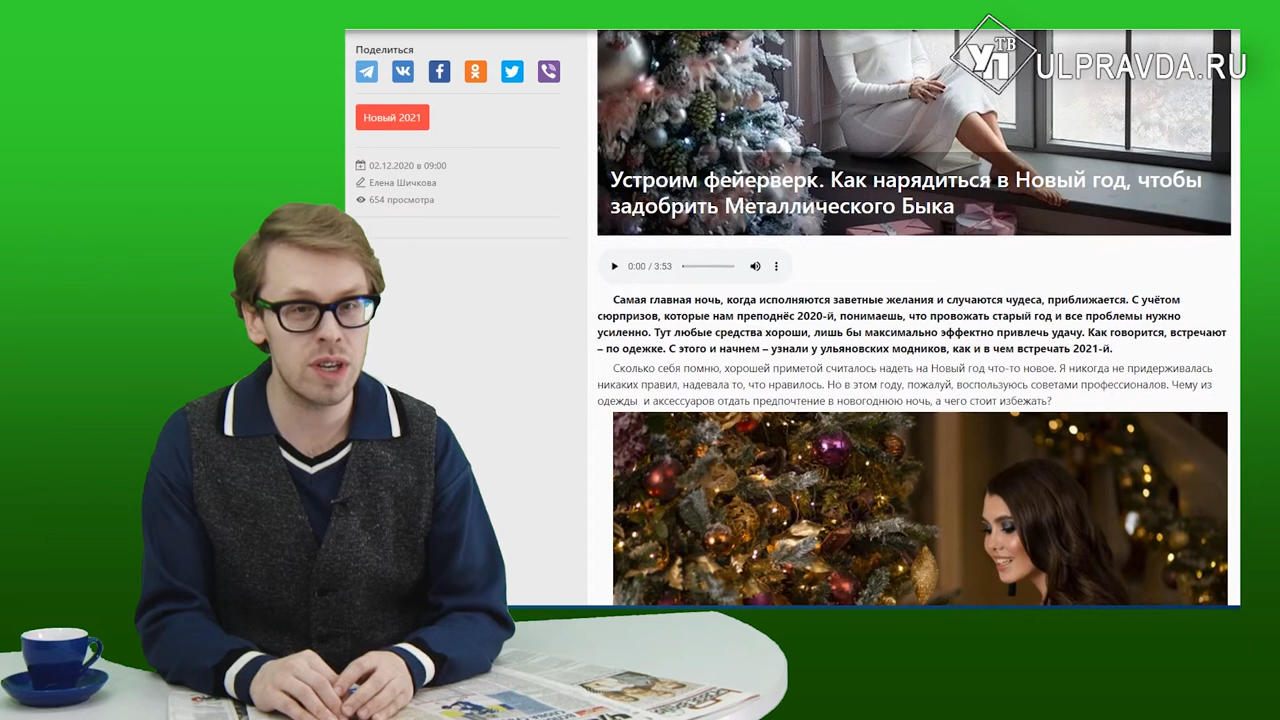 УП
ТВ
ULPRAVDA.RU
Поделиться
Новый 2021
02.12.2020 в 09:00
Елена Шичкова
654 просмотра
Устроим фейерверк. Как нарядиться в Новый год, чтобы
задобрить Металлического Быка
0:00 / 3:53
Самая главная ночь, когда исполняются заветные желания и случаются чудеса, приближается. С учётом
сюрпризов, которые нам преподнёс 2020-й, понимаешь, что провожать старый год и все проблемы нужно
усиленно. Тут любые средства хороши, лишь бы максимально эффектно привлечь удачу. Как говорится, встречают
– по одежке. С этого и начнем – узнали у ульяновских модников, как и в чем встречать 2021-й.
Сколько себя помню, хорошей приметой считалось надеть на Новый год что-то новое. Я никогда не придерживалась
никаких правил, надевала то, что нравилось. Но в этом году, пожалуй, воспользуюсь советами профессионалов. Чему из
одежды и аксессуаров отдать предпочтение в новогоднюю ночь, а чего стоит избежать?